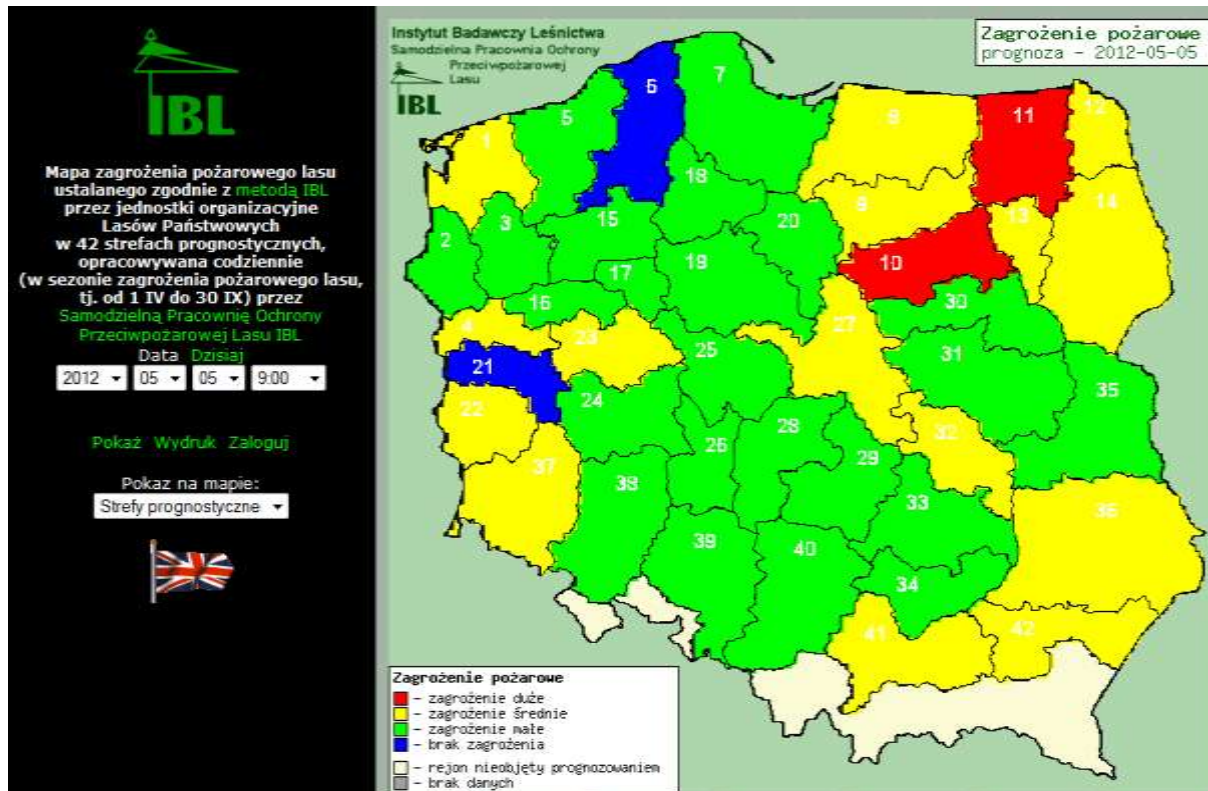 IBL
Mapa zagrożenia pożarowego lasu
ustalanego zgodnie z metodą IBL
przez jednostki organizacyjne
Lasów Państwowych
w 42 strefach prognostycznych,
opracowywana codziennie
(w sezonie zagrożenia pożarowego lasu,
tj. od 1 IV do 30 IX) przez
Samodzielną Pracownię Ochrony
Przeciwpożarowej Lasu IBL
Data Dzisiaj
2012 05 05 9:00
Pokaż Wydruk Zaloguj
Pokaz na mapie:
Strefy prognostyczne
Instytut Badawczy Leśnictwa
Samodzielna Pracownia Ochrony
Przeciwpożarowej
Lasu
IBL
Zagrożenie pożarowe
prognoza - 2012-05-05
1
5
6
7
8
11
12
2
3
15
18
20
9
13
14
16
17
19
10
30
4
23
25
27
31
21
22
24
26
28
32
35
37
38
29
33
36
39
40
34
41
42
Zagrożenie pożarowe
- zagrożenie duże
- zagrożenie średnie
- zagrożenie małe
- brak zagrożenia
- rejon nieobjęty prognozowaniem
- brak danych